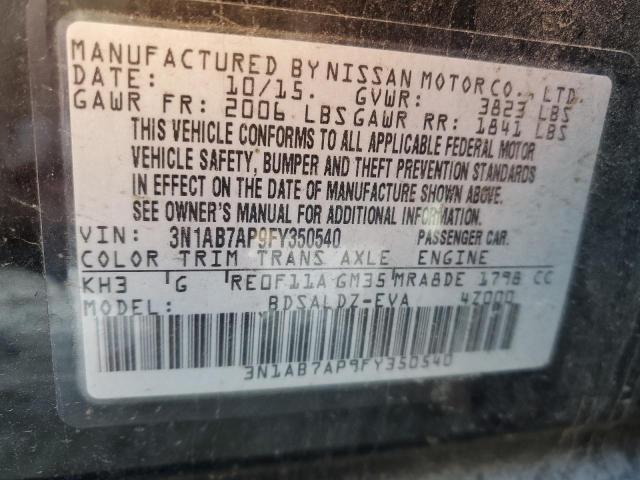 MANUFACTURED BY NISSAN MOTOR CO., LTD.
DATE: 10/15. GVWR: 3823 LBS
GAWR FR: 2006 LBS GAWR RR: 1841 LBS
THIS VEHICLE CONFORMS TO ALL APPLICABLE FEDERAL MOTOR
VEHICLE SAFETY, BUMPER AND THEFT PREVENTION STANDARDS
IN EFFECT ON THE DATE OF MANUFACTURE SHOWN ABOVE.
SEE OWNER'S MANUAL FOR ADDITIONAL INFORMATION.
VIN: 3N1AB7AP9FY350540 PASSENGER CAR.
COLOR TRIM TRANS AXLE ENGINE
KH3 G RE0F11A GM35 MRA8DE 1798 CC
MODEL: BDSALDZ-EVA 4Z000
3N1AB7AP9FY350540